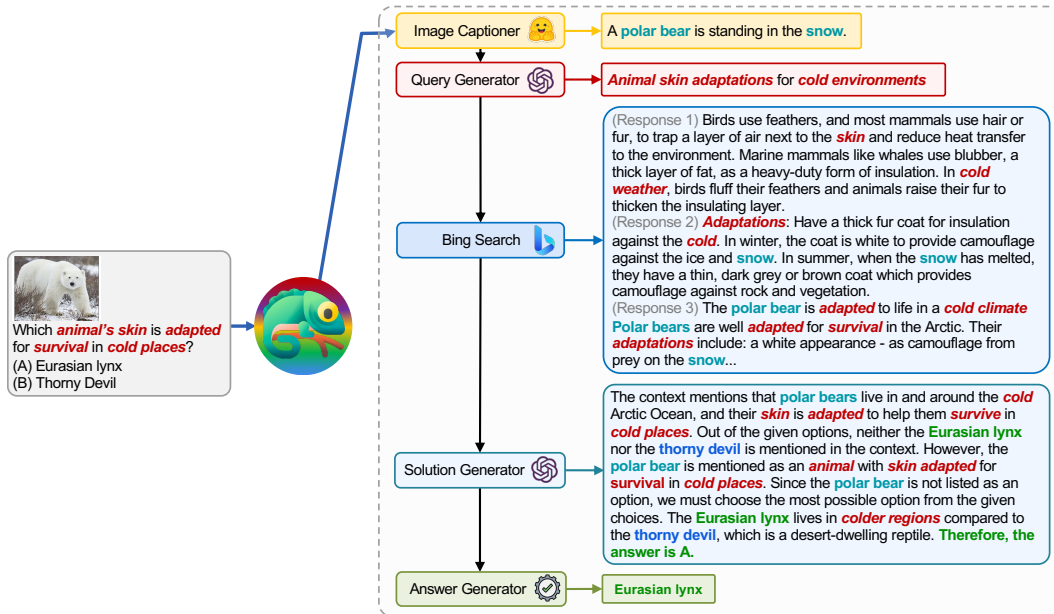 Image Captioner
A polar bear is standing in the snow.
Query Generator
Animal skin adaptations for cold environments
(Response 1) Birds use feathers, and most mammals use hair or
fur, to trap a layer of air next to the skin and reduce heat transfer
to the environment. Marine mammals like whales use blubber, a
thick layer of fat, as a heavy-duty form of insulation. In cold
weather, birds fluff their feathers and animals raise their fur to
thicken the insulating layer.
Bing Search
(Response 2) Adaptations: Have a thick fur coat for insulation
against the cold. In winter, the coat is white to provide camouflage
against the ice and snow. In summer, when the snow has melted,
they have a thin, dark grey or brown coat which provides
camouflage against rock and vegetation.
(Response 3) The polar bear is adapted to life in a cold climate
Polar bears are well adapted for survival in the Arctic. Their
adaptations include: a white appearance - as camouflage from
prey on the snow...
Which animal's skin is adapted
for survival in cold places?
(A) Eurasian lynx
(B) Thorny Devil
Solution Generator
The context mentions that polar bears live in and around the cold
Arctic Ocean, and their skin is adapted to help them survive in
cold places. Out of the given options, neither the Eurasian lynx
nor the thorny devil is mentioned in the context. However, the
polar bear is mentioned as an animal with skin adapted for
survival in cold places. Since the polar bear is not listed as an
option, we must choose the most possible option from the given
choices. The Eurasian lynx lives in colder regions compared to
the thorny devil, which is a desert-dwelling reptile. Therefore, the
answer is A.
Answer Generator
Eurasian lynx